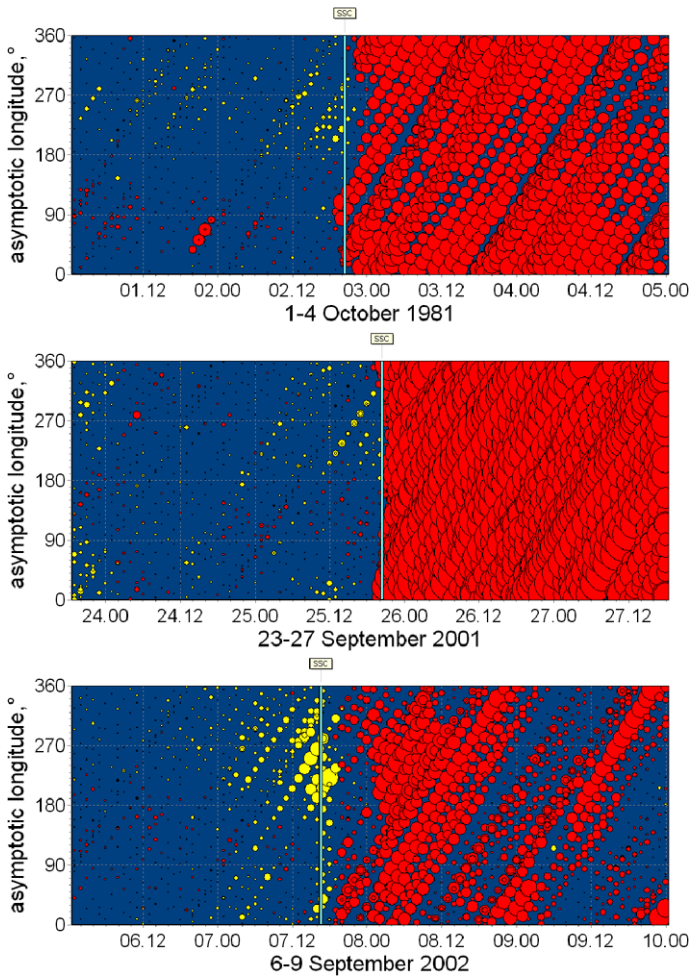 SSC
asymptotic longitude,°
360
270
180
90
0
01.12 02.00 02.12 03.00 03.12 04.00 04.12 05.00
1-4 October 1981
SSC
asymptotic longitude,°
360
270
180
90
0
24.00 24.12 25.00 25.12 26.00 26.12 27.00 27.12
23-27 September 2001
SSC
asymptotic longitude,°
360
270
180
90
0
06.12 07.00 07.12 08.00 08.12 09.00 09.12 10.00
6-9 September 2002